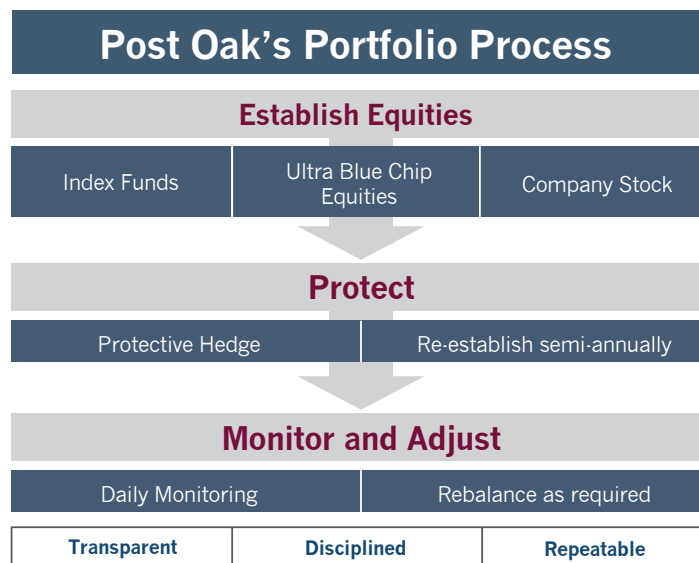 Post Oak's Portfolio Process
Establish Equities
Index Funds
Ultra Blue Chip
Equities
Company Stock
Protect
Protective Hedge
Re-establish semi-annually
Monitor and Adjust
Daily Monitoring
Rebalance as required
Transparent
Disciplined
Repeatable